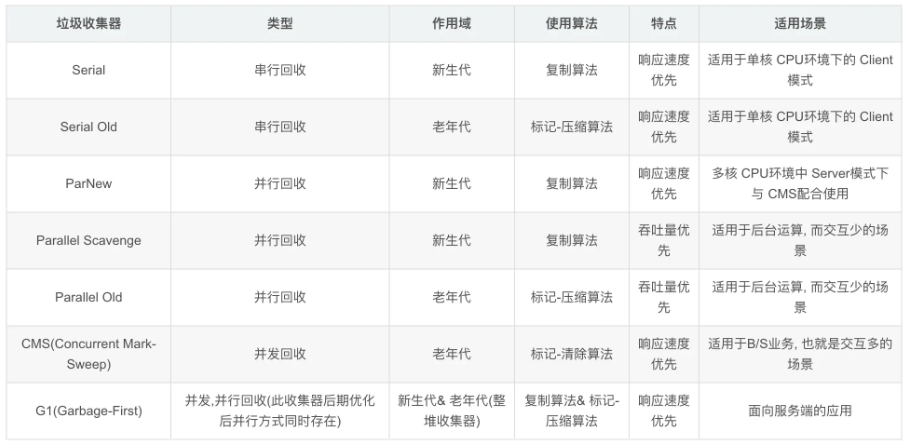 垃圾收集器 类型 作用域 使用算法 特点 适用场景
Serial 串行回收 新生代 复制算法 响应速度优先 适用于单核 CPU环境下的 Client模式
Serial Old 串行回收 老年代 标记-压缩算法 响应速度优先 适用于单核 CPU环境下的 Client模式
ParNew 并行回收 新生代 复制算法 响应速度优先 多核 CPU环境中 Server模式下与 CMS配合使用
Parallel Scavenge 并行回收 新生代 复制算法 吞吐量优先 适用于后台运算, 而交互少的场景
Parallel Old 并行回收 老年代 标记-压缩算法 吞吐量优先 适用于后台运算, 而交互少的场景
CMS(Concurrent Mark-Sweep) 并发回收 老年代 标记-清除算法 响应速度优先 适用于B/S业务, 也就是交互多的场景
G1(Garbage-First) 并发,并行回收(此收集器后期优化后并行方式同时存在) 新生代& 老年代(整堆收集器) 复制算法& 标记-压缩算法 响应速度优先 面向服务端的应用